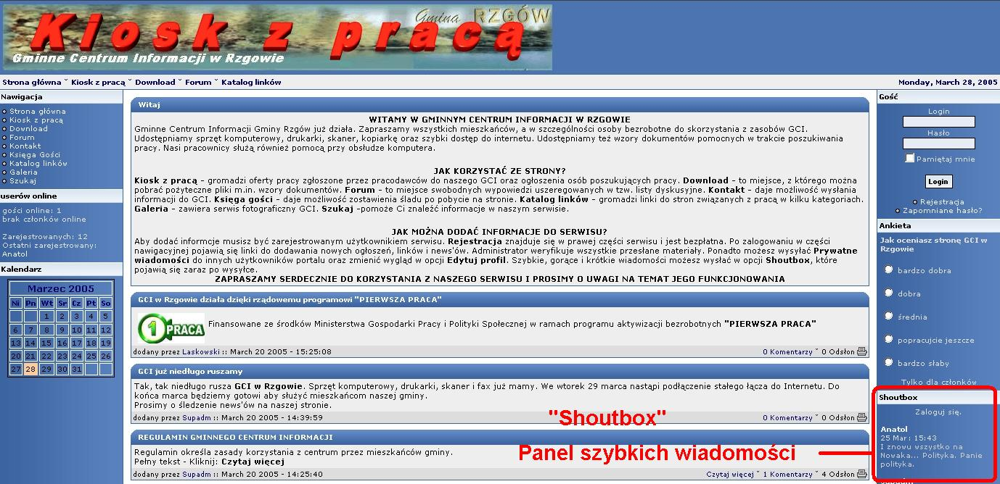 Gmina RZGÓW
Kiosk z pracą
Gminne Centrum Informacji w Rzgowie
Strona główna ˇ Kiosk z pracą ˇ Download ˇ Forum ˇ Katalog linków
Monday, March 28, 2005
Nawigacja
Strona główna
Kiosk z pracą
Download
Forum
Kontakt
Księga Gości
Katalog linków
Galeria
Szukaj
userów online
gości online: 1
brak członków online
Zarejestrowanych: 12
Ostatni zarejestrowany:
Anatol
Kalendarz
Marzec 2005
Ni Pn Wt Sr Cz Pt So
1 2 3 4 5
6 7 8 9 10 11 12
13 14 15 16 17 18 19
20 21 22 23 24 25 26
27 28 29 30 31
Witaj
WITAMY W GMINNYM CENTRUM INFORMACJI W RZGOWIE
Gminne Centrum Informacji Gminy Rzgów już działa. Zapraszamy wszystkich mieszkańców, a w szczególności osoby bezrobotne do skorzystania z zasobów GCI.
Udostępniamy sprzęt komputerowy, drukarki, skaner, kopiarkę oraz szybki dostęp do internetu. Udostępniamy też wzory dokumentów pomocnych w trakcie poszukiwania
pracy. Nasi pracownicy służą również pomocą przy obsłudze komputera.
JAK KORZYSTAĆ ZE STRONY?
Kiosk z pracą - gromadzi oferty pracy zgłoszone przez pracodawców do naszego GCI oraz ogłoszenia osób poszukujących pracy. Download - to miejsce, z którego można
pobrać pożyteczne pliki m.in. wzory dokumentów. Forum - to miejsce swobodnych wypowiedzi uszeregowanych w tzw. listy dyskusyjne. Kontakt - daje możliwość wysłania
informacji do GCI. Księga gości - daje możliwość zostawienia śladu po pobycie na stronie. Katalog linków - gromadzi linki do stron związanych z pracą w kilku kategoriach.
Galeria - zawiera serwis fotograficzny GCI. Szukaj -pomoże Ci znaleźć informacje w naszym serwisie.
JAK MOŻNA DODAĆ INFORMACJE DO SERWISU?
Aby dodać informcje musisz być zarejestrowanym użytkownikiem serwisu. Rejestracja znajduje się w prawej części serwisu i jest bezpłatna. Po zalogowaniu w części
nawigacyjnej pojawią się linki do dodawania nowych ogłoszeń, linków i news'ów. Administrator weryfikuje wszystkie przesłane materiały. Ponadto możesz wysyłać Prywatne
wiadomości do innych użytkowników portalu oraz zmienić wygląd w opcji Edytuj profil. Szybkie, gorące i krótkie wiadomości możesz wysłać w opcji Shoutbox, które
pojawią się zaraz po wysyłce.
ZAPRASZAMY SERDECZNIE DO KORZYSTANIA Z NASZEGO SERWISU I PROSIMY O UWAGI NA TEMAT JEGO FUNKCJONOWANIA
GCI w Rzgowie działa dzięki rządowemu programowi "PIERWSZA PRACA"
1 PRACA
Finansowane ze środków Ministerstwa Gospodarki Pracy i Polityki Społecznej w ramach programu aktywizacji bezrobotnych "PIERWSZA PRACA"
dodany przez Laskowski :: March 20 2005 - 15:25:08
0 Komentarzy ˇ 0 Odsłon
GCI już niedługo ruszamy
Tak, tak niedługo rusza GCI w Rzgowie. Sprzęt komputerowy, drukarki, skaner i fax już mamy. We wtorek 29 marca nastąpi podłączenie stałego łącza do Internetu. Do
końca marca będziemy gotowi aby służyć mieszkańcom naszej gminy.
Prosimy o śledzenie news'ów na naszej stronie.
dodany przez Supadm :: March 20 2005 - 14:39:59
0 Komentarzy ˇ 0 Odsłon
REGULAMIN GMINNEGO CENTRUM INFORMACJI
Regulamin określa zasady korzystania z centrum przez mieszkańców gminy.
Pełny tekst - Kliknij: Czytaj więcej
dodany przez Supadm :: March 20 2005 - 14:25:40
Czytaj więcej ˇ 1 Komentarzy ˇ 4 Odsłon
"Shoutbox"
Panel szybkich wiadomości
Gość
Login
Hasło
Pamiętaj mnie
Login
Rejestracja
Zapomniane hasło?
Ankieta
Jak oceniasz stronę GCI w
Rzgowie
bardzo dobra
dobra
średnia
popracujcie jeszcze
bardzo słaby
Tylko dla członków
Shoutbox
Zaloguj się.
Anatol
25 Mar : 15:43
I znowu wszystko na
Nowaka... Polityka. Panie
polityka.